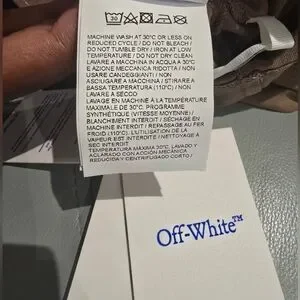 30
MACHINE WASH AT 30°C OR LESS ON
REDUCED CYCLE / DO NOT BLEACH /
DO NOT TUMBLE DRY / IRON AT LOW
TEMPERATURE / DO NOT DRY CLEAN
LAVARE A MACCHINA IN ACQUA A 30°C
E AZIONE MECCANICA RIDOTTA / NON
USARE CANDEGGIANTI / NON
ASCIUGARE A MACCHINA / STIRARE A
BASSA TEMPERATURA (110°C) / NON
LAVARE A SECCO
LAVAGE EN MACHINE À LA TEMPÉRATURE
MAXIMALE DE 30°C. PROGRAMME
SYNTHÉTIQUE (VITESSE MOYENNE) /
BLANCHIMENT INTERDIT / SÉCHAGE EN
MACHINE INTERDIT / REPASSAGE AU FER
FROID (110°C). L'UTILISATION DE LA
VAPEUR EST INTERDITE / NETTOYAGE À
SEC INTERDIT
TEMPERATURA MÁXIMA 30°C, LAVADO Y
ACLARADO CON ACCIÓN MECÁNICA
REDUCIDA Y CENTRIFUGADO CORTO /
Off-White™